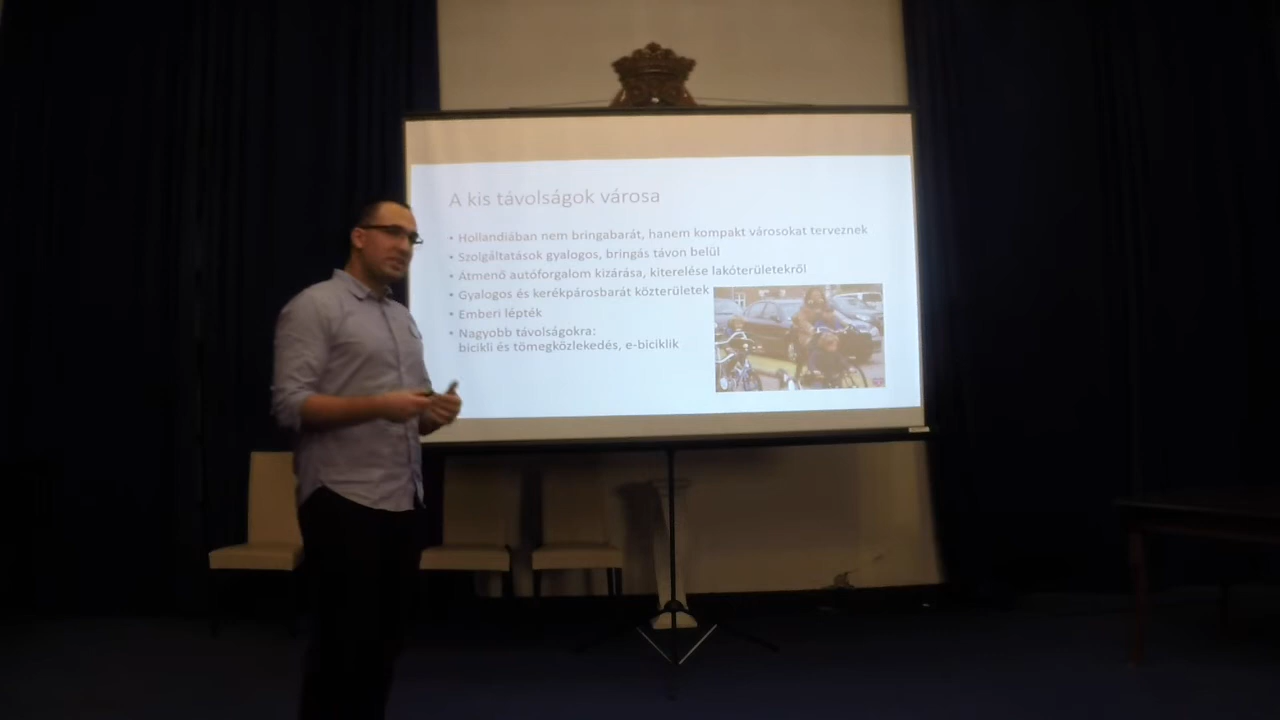 A kis távolságok városa
• Hollandiában nem bringabarát, hanem kompakt városokat terveznek
• Szolgáltatások gyalogos, bringás távon belül
• Átmenő autóforgalom kizárása, kiterelése lakóterületekről
• Gyalogos és kerékpárosbarát közterületek
• Emberi lépték
• Nagyobb távolságokra:
bicikli és tömegközlekedés, e-biciklik